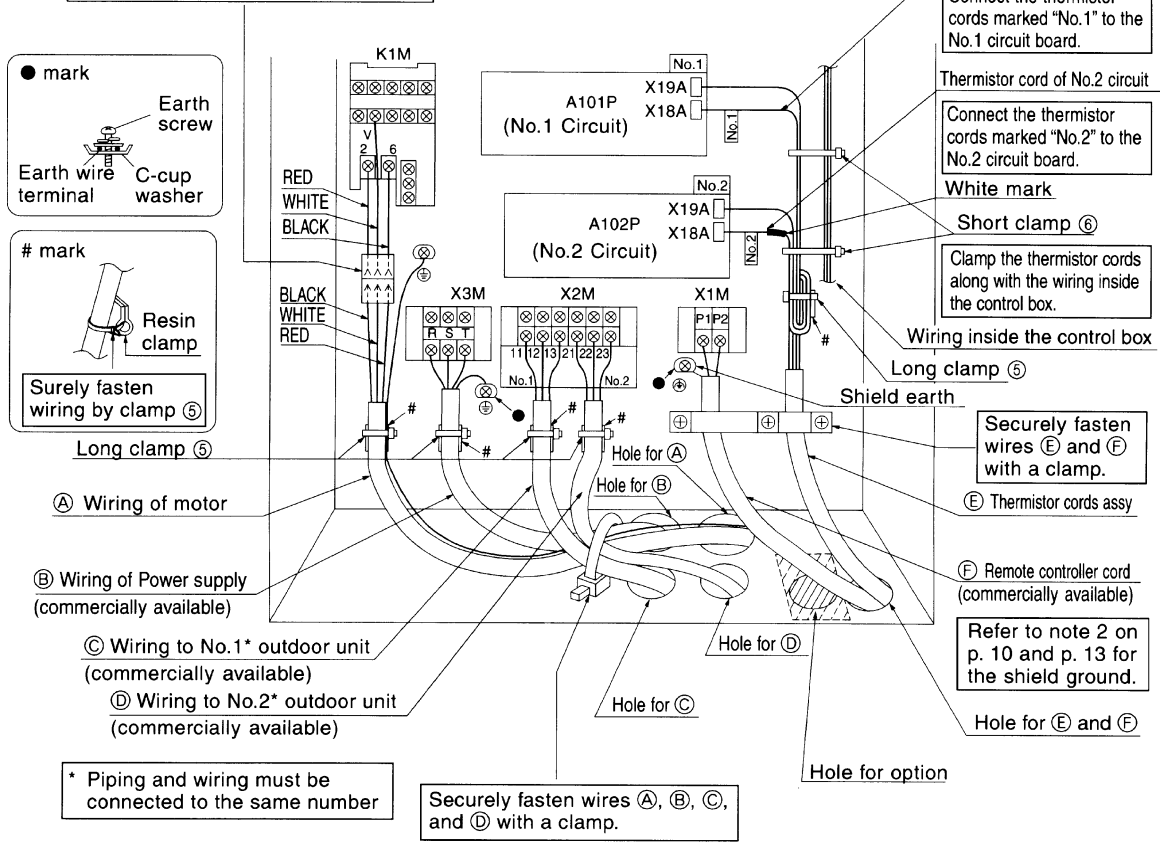 Connect the thermistor
cords marked “No.1” to the
No.1 circuit board.
K1M
● mark
Earth
screw
Earth wire
terminal
C-cup
washer
No.1
X19A
X18A
A101P
(No.1 Circuit)
No.1
Thermistor cord of No.2 circuit
Connect the thermistor
cords marked “No.2” to the
No.2 circuit board.
V
2
6
RED
WHITE
BLACK
No.2
X19A
X18A
A102P
(No.2 Circuit)
No.2
White mark
Short clamp ⑥
Clamp the thermistor cords
along with the wiring inside
the control box.
# mark
Resin
clamp
Surely fasten
wiring by clamp ⑤
BLACK
WHITE
RED
X3M
R S T
X2M
11 12 13 21 22 23
No.1
No.2
X1M
P1 P2
#
Wiring inside the control box
Long clamp ⑤
Shield earth
#
#
#
#
Long clamp ⑤
Securely fasten
wires Ⓔ and Ⓕ
with a clamp.
Hole for Ⓐ
Hole for Ⓑ
Ⓐ Wiring of motor
Ⓔ Thermistor cords assy
Ⓑ Wiring of Power supply
(commercially available)
Ⓕ Remote controller cord
(commercially available)
Ⓒ Wiring to No.1* outdoor unit
(commercially available)
Hole for Ⓓ
Refer to note 2 on
p. 10 and p. 13 for
the shield ground.
Ⓓ Wiring to No.2* outdoor unit
(commercially available)
Hole for Ⓒ
Hole for Ⓔ and Ⓕ
Hole for option
* Piping and wiring must be
connected to the same number
Securely fasten wires Ⓐ, Ⓑ, Ⓒ,
and Ⓓ with a clamp.